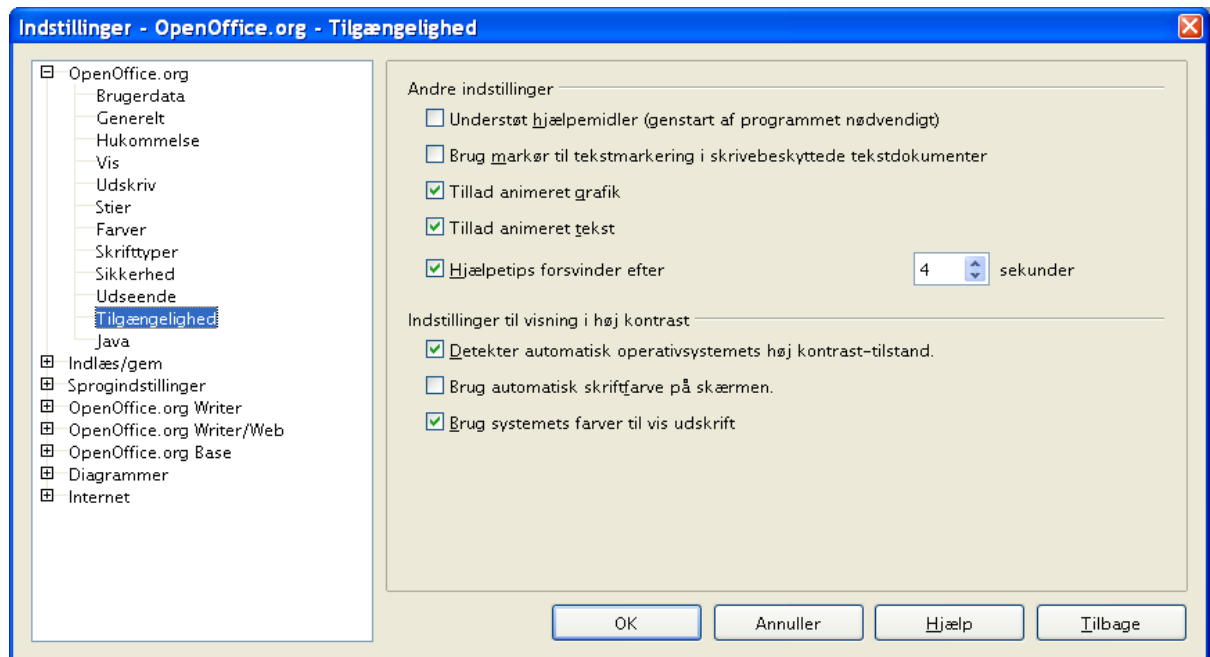 Indstillinger - OpenOffice.org - Tilgængelighed
OpenOffice.org
Brugerdata
Generelt
Hukommelse
Vis
Udskriv
Stier
Farver
Skrifttyper
Sikkerhed
Udseende
Tilgængelighed
Java
Indlæs/gem
Sprogindstillinger
OpenOffice.org Writer
OpenOffice.org Writer/Web
OpenOffice.org Base
Diagrammer
Internet
Andre indstillinger
Understøt hjælpemidler (genstart af programmet nødvendigt)
Brug markør til tekstmarkering i skrivebeskyttede tekstdokumenter
Tillad animeret grafik
Tillad animeret tekst
Hjælpetips forsvinder efter 4 sekunder
Indstillinger til visning i høj kontrast
Detekter automatisk operativsystemets høj kontrast-tilstand.
Brug automatisk skriftfarve på skærmen.
Brug systemets farver til vis udskrift
OK Annuller Hjælp Tilbage